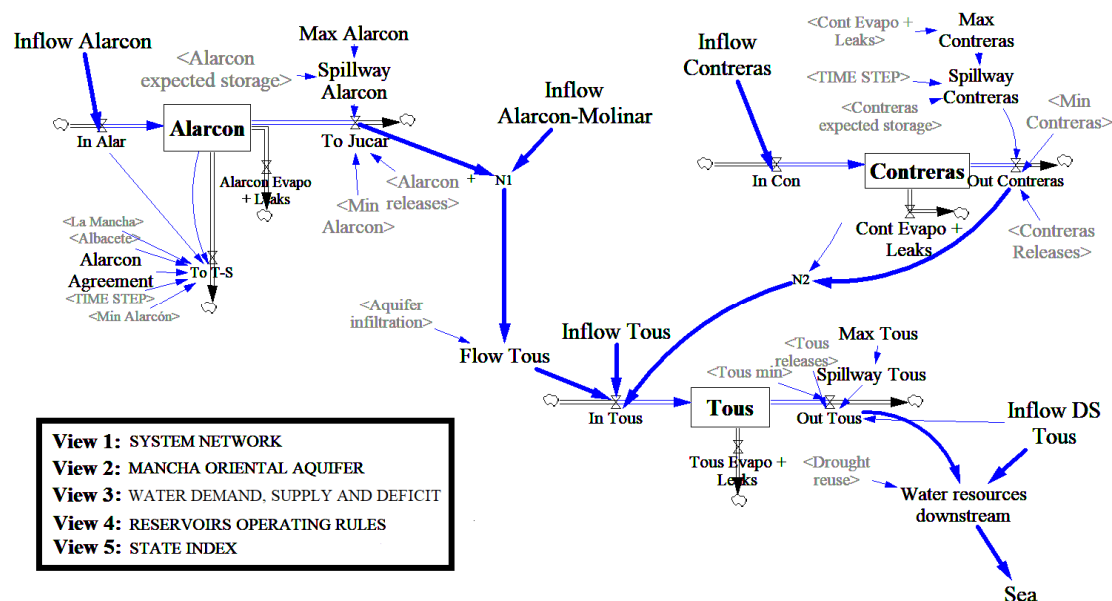 Inflow Alarcon
<Alarcon
expected storage>
Max Alarcon
Spillway
Alarcon
Alarcon
In Alar
To Jucar
Alarcon Evapo
+ Leaks
<Alarcon +
releases>
<Min
Alarcon>
<La Mancha>
<Albacete>
Alarcon
Agreement
<TIME STEP>
<Min Alarcón>
To T-S
Inflow
Alarcon-Molinar
N1
Inflow
Contreras
<Cont Evapo +
Leaks>
Max
Contreras
<TIME STEP>
Spillway
Contreras
<Contreras
expected storage>
<Min
Contreras>
Contreras
In Con
Out Contreras
Cont Evapo +
Leaks
<Contreras
Releases>
N2
<Aquifer
infiltration>
Flow Tous
Inflow Tous
<Tous
releases>
Max Tous
<Tous min>
Spillway Tous
Tous
In Tous
Out Tous
Inflow DS
Tous
Tous Evapo +
Leaks
<Drought
reuse>
Water resources
downstream
Sea
View 1: SYSTEM NETWORK
View 2: MANCHA ORIENTAL AQUIFER
View 3: WATER DEMAND, SUPPLY AND DEFICIT
View 4: RESERVOIRS OPERATING RULES
View 5: STATE INDEX